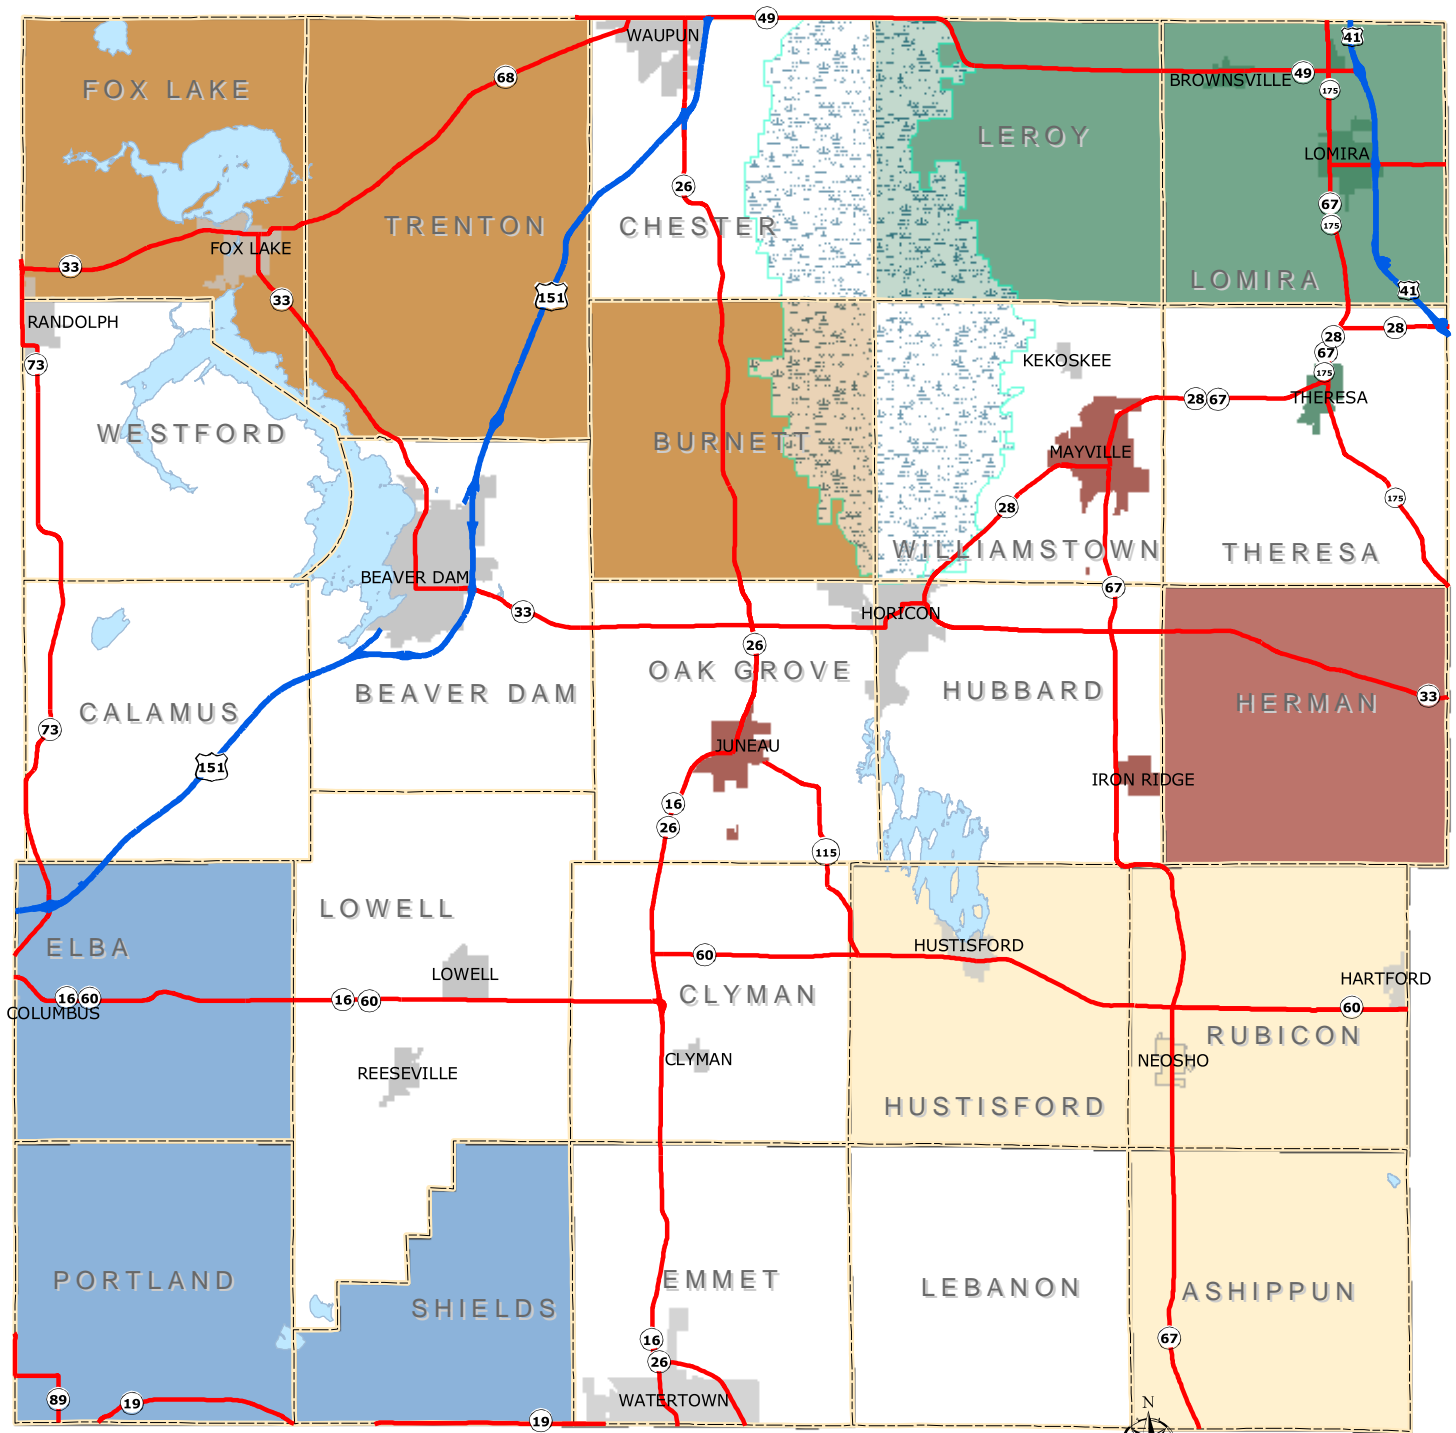 49
WAUPUN
41
68
BROWNSVILLE
49
FOX LAKE
175
LEROY
LOMIRA
26
67
175
TRENTON
CHESTER
FOX LAKE
33
LOMIRA
41
33
151
RANDOLPH
28
28
67
73
KEKOSKEE
175
28
67
THERESA
WESTFORD
BURNETT
MAYVILLE
175
28
WILLIAMSTOWN
THERESA
BEAVER DAM
67
33
HORICON
26
OAK GROVE
BEAVER DAM
HUBBARD
33
HERMAN
CALAMUS
73
JUNEAU
151
IRON RIDGE
16
26
115
LOWELL
ELBA
HUSTISFORD
60
LOWELL
HARTFORD
16 60
16 60
CLYMAN
60
COLUMBUS
RUBICON
CLYMAN
NEOSHO
REESEVILLE
HUSTISFORD
PORTLAND
EMMET
LEBANON
ASHIPPUN
SHIELDS
16
67
26
89
19
WATERTOWN
19
N